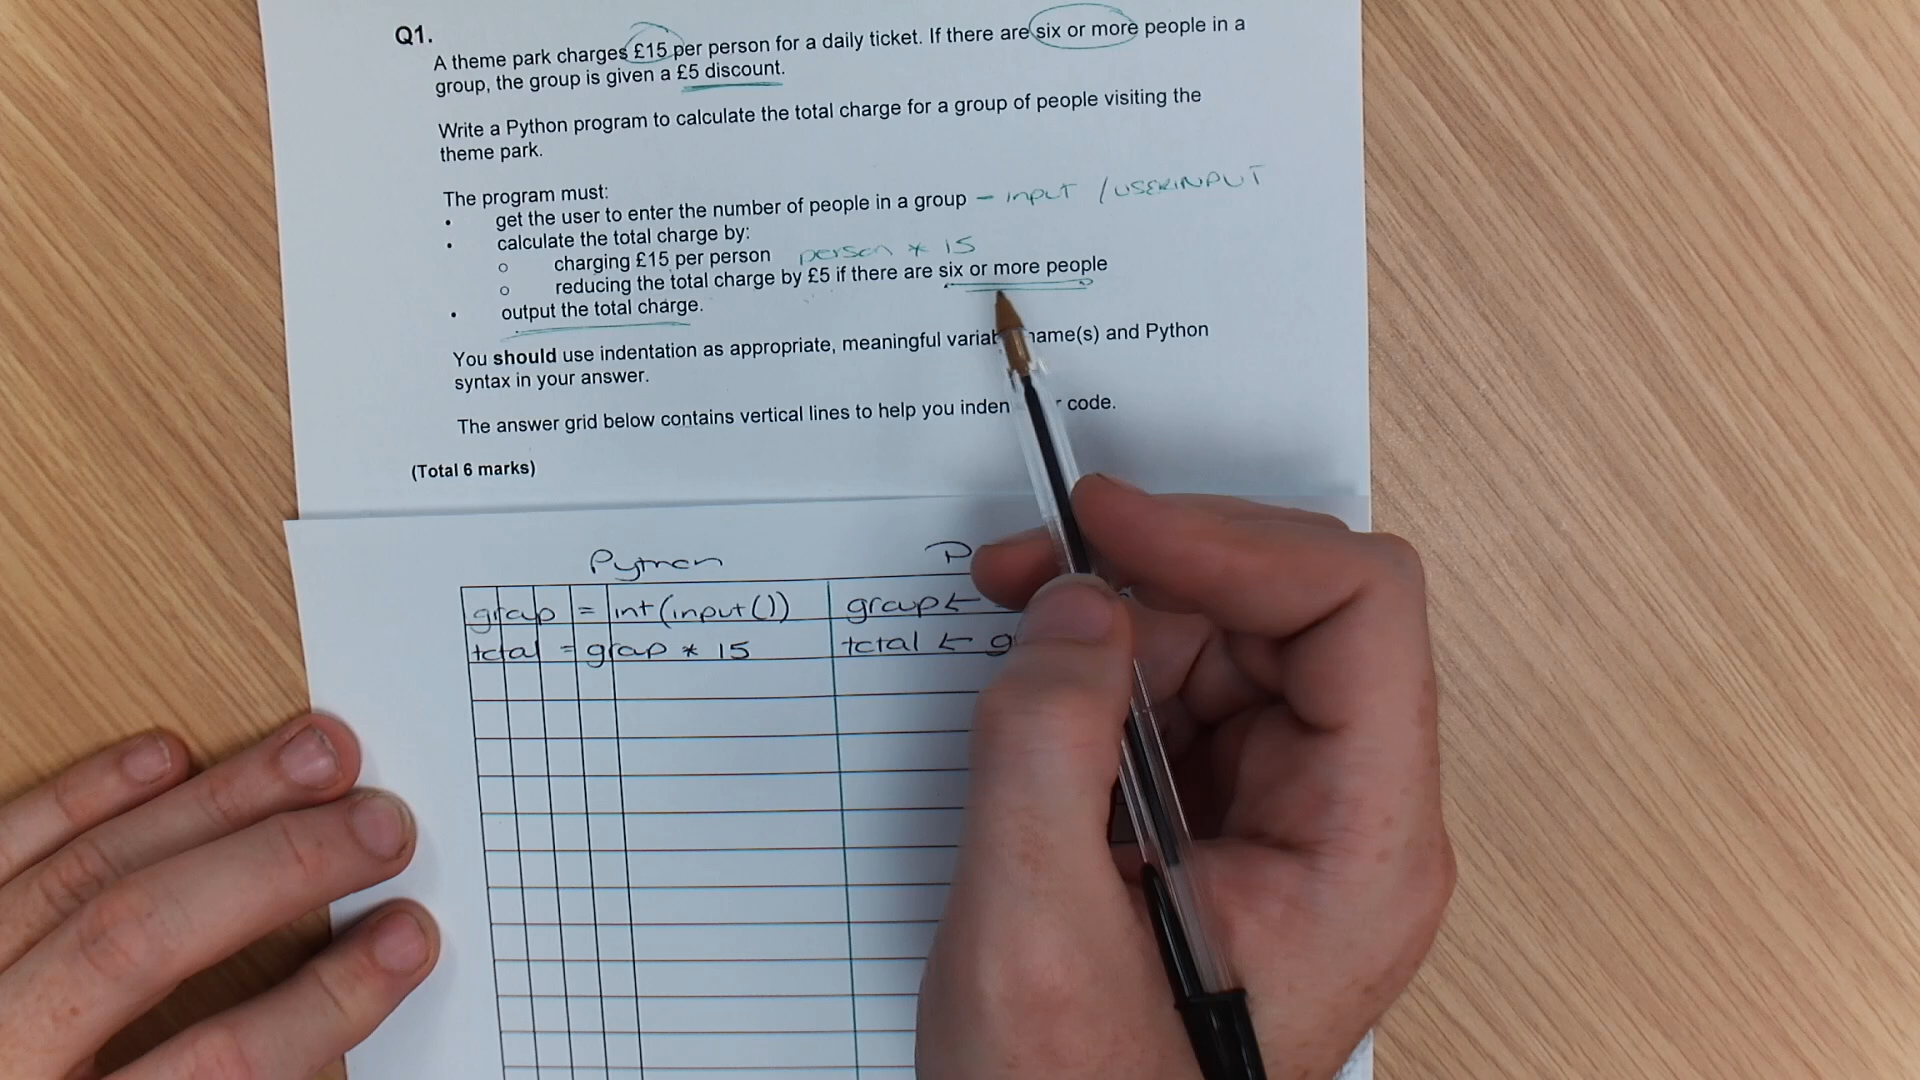 Q1.
A theme park charges £15 per person for a daily ticket. If there are six or more people in a
group, the group is given a £5 discount.
Write a Python program to calculate the total charge for a group of people visiting the
theme park.
The program must:
• get the user to enter the number of people in a group - input / USERINPUT
• calculate the total charge by:
o charging £15 per person person * 15
o reducing the total charge by £5 if there are six or more people
• output the total charge.
You should use indentation as appropriate, meaningful name(s) and Python
syntax in your answer.
The answer grid below contains vertical lines to help you code.
(Total 6 marks)
Python
group = int(input()) group ←
total = group * 15 total ←